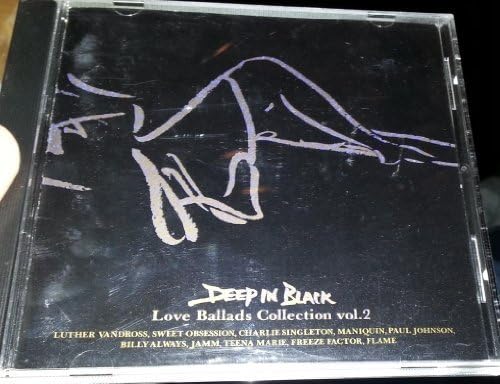 DEEP IN BLACK
Love Ballads Collection vol.2
LUTHER VANDROSS, SWEET OBSESSION, CHARLIE SINGLETON, MANIQUIN, PAUL JOHNSON,
BILLY ALWAYS, JAMM, TEENA MARIE, FREEZE FACTOR, FLAME